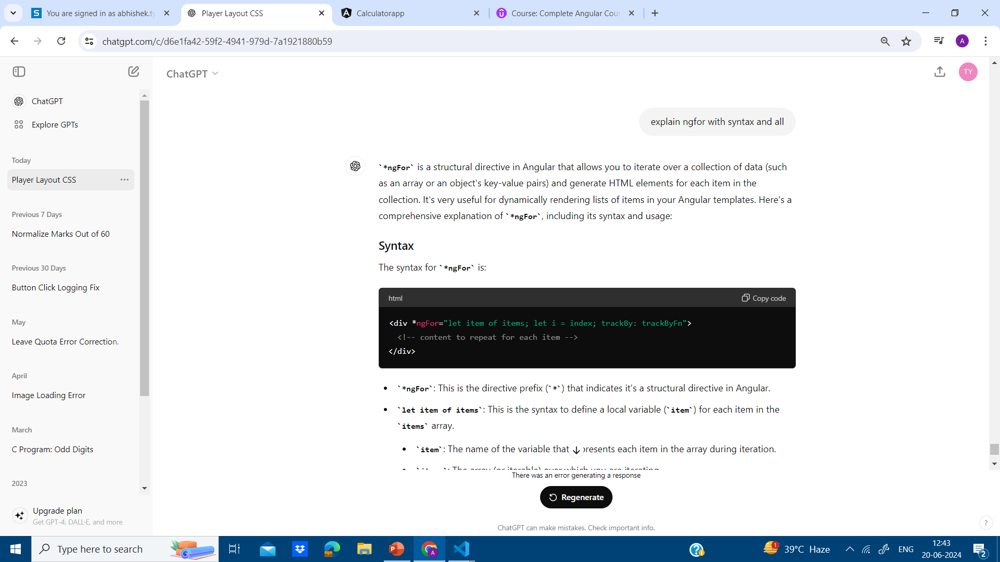 You are signed in as abhishek.ty
Player Layout CSS
Calculatorapp
Course: Complete Angular Cour
chatgpt.com/c/d6e1fa42-59f2-4941-979d-7a1921880b59
A
ChatGPT
TY
ChatGPT
Explore GPTs
Today
Player Layout CSS
Previous 7 Days
Normalize Marks Out of 60
Previous 30 Days
Button Click Logging Fix
May
Leave Quota Error Correction.
April
Image Loading Error
March
C Program: Odd Digits
2023
Upgrade plan
Get GPT-4, DALL·E, and more
explain ngfor with syntax and all
`*ngFor` is a structural directive in Angular that allows you to iterate over a collection of data (such
as an array or an object's key-value pairs) and generate HTML elements for each item in the
collection. It's very useful for dynamically rendering lists of items in your Angular templates. Here's a
comprehensive explanation of `*ngFor`, including its syntax and usage:
Syntax
The syntax for `*ngFor` is:
html
Copy code
<div *ngFor="let item of items; let i = index; trackBy: trackByFn">
<!-- content to repeat for each item -->
</div>
`*ngFor`: This is the directive prefix (`*`) that indicates it's a structural directive in Angular.
`let item of items`: This is the syntax to define a local variable (`item`) for each item in the
`items` array.
`item`: The name of the variable that presents each item in the array during iteration.
: The array (or iterable) over which you are iterating.
There was an error generating a response
Regenerate
ChatGPT can make mistakes. Check important info.
?
Type here to search
1
39°C Haze
ENG
12:43
20-06-2024
2